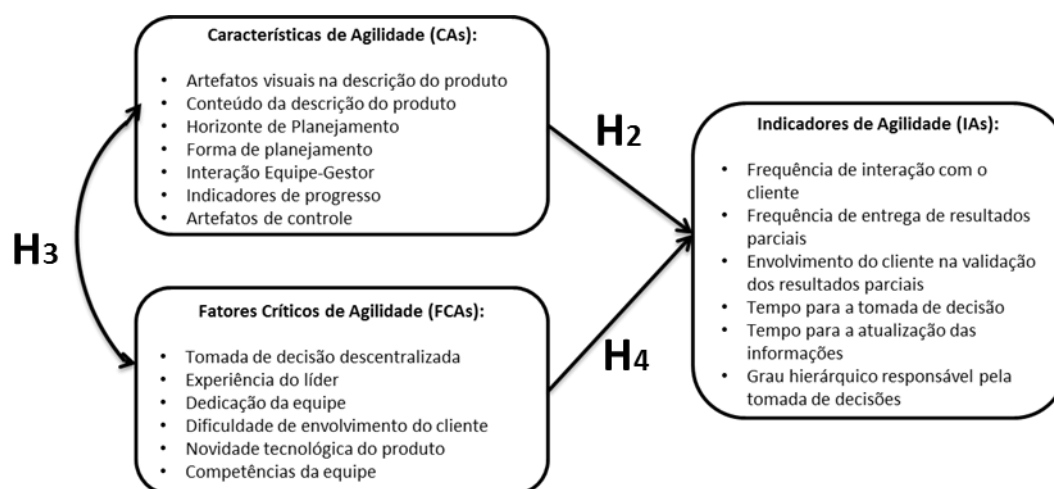 Características de Agilidade (CAs):
• Artefatos visuais na descrição do produto
• Conteúdo da descrição do produto
• Horizonte de Planejamento
• Forma de planejamento
• Interação Equipe-Gestor
• Indicadores de progresso
• Artefatos de controle
H2
Indicadores de Agilidade (IAs):
• Frequência de interação com o
cliente
• Frequência de entrega de resultados
parciais
• Envolvimento do cliente na validação
dos resultados parciais
• Tempo para a tomada de decisão
• Tempo para a atualização das
informações
• Grau hierárquico responsável pela
tomada de decisões
H3
Fatores Críticos de Agilidade (FCAs):
• Tomada de decisão descentralizada
• Experiência do líder
• Dedicação da equipe
• Dificuldade de envolvimento do cliente
• Novidade tecnológica do produto
• Competências da equipe
H4